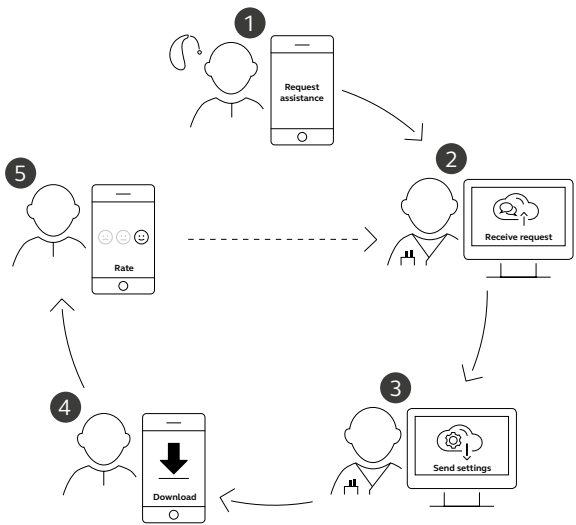 1
Request
assistance
2
Receive request
3
Send settings
4
Download
5
Rate